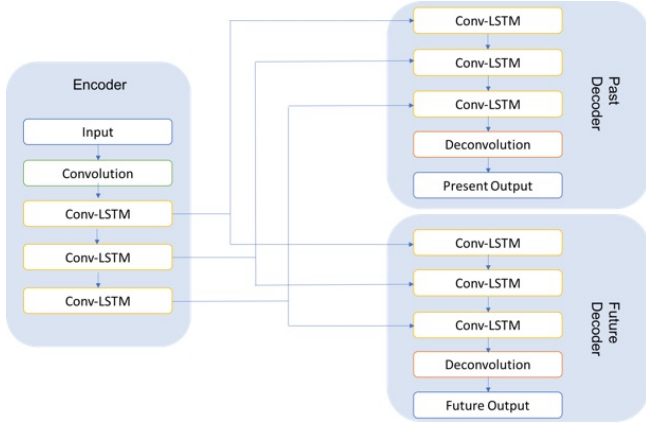 Encoder
Input
Convolution
Conv-LSTM
Conv-LSTM
Conv-LSTM
Conv-LSTM
Conv-LSTM
Conv-LSTM
Deconvolution
Present Output
Past
Decoder
Conv-LSTM
Conv-LSTM
Conv-LSTM
Deconvolution
Future Output
Future
Decoder